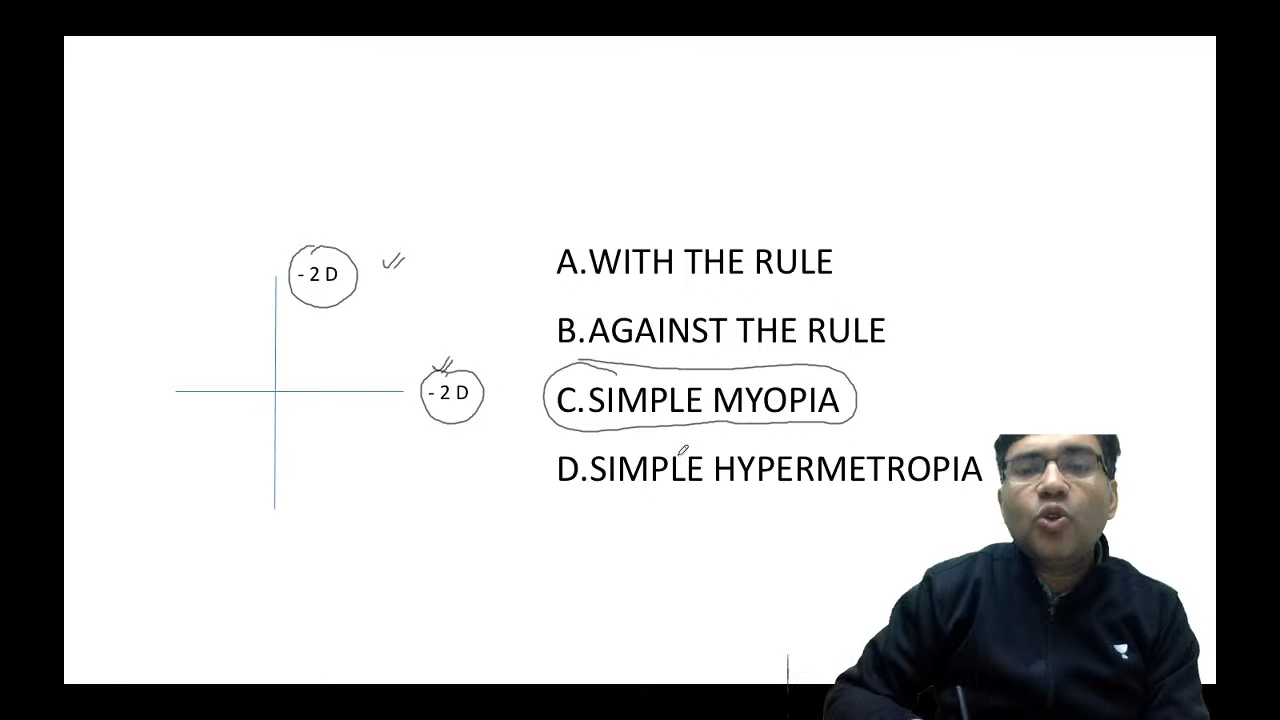 - 2 D
- 2 D
A.WITH THE RULE
B.AGAINST THE RULE
C.SIMPLE MYOPIA
D.SIMPLE HYPERMETROPIA